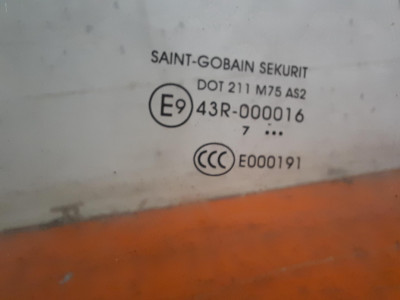 SAINT-GOBAIN SEKURIT
DOT 211 M75 AS2
E9 43R-000016
7 •••
CCC E000191